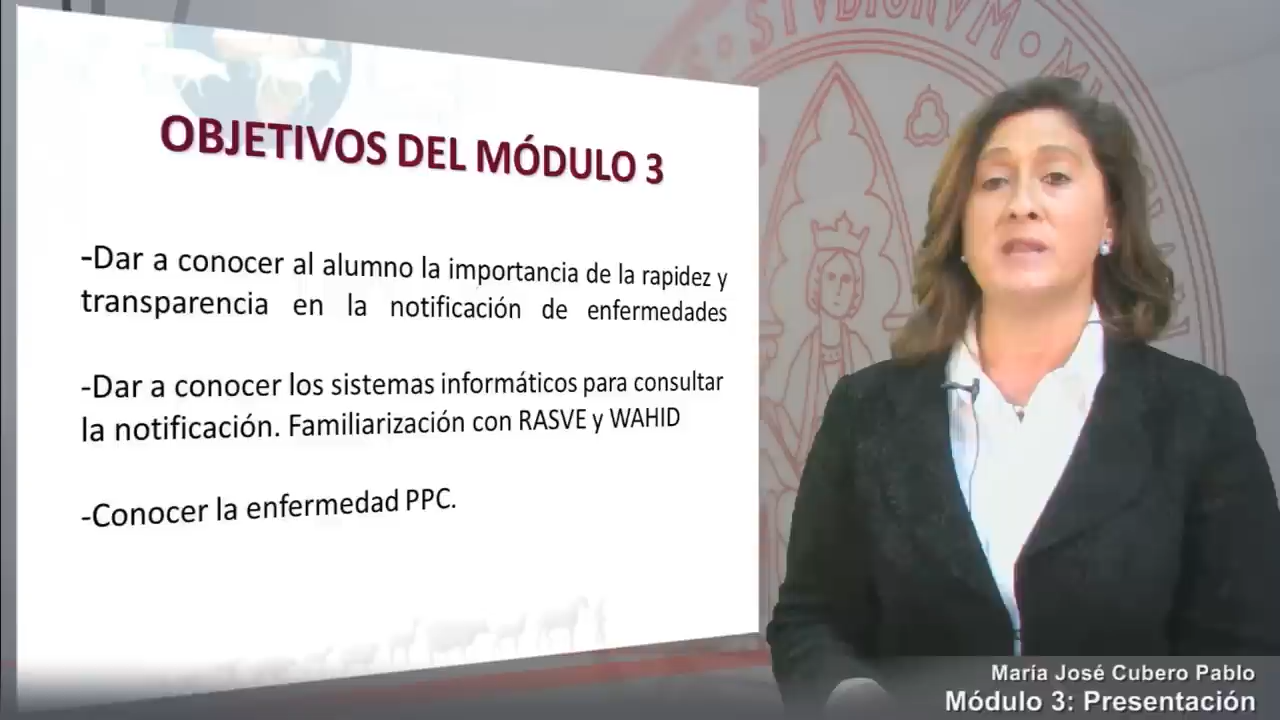 STVDIORVM
OBJETIVOS DEL MÓDULO 3
-Dar a conocer al alumno la importancia de la rapidez y
transparencia en la notificación de enfermedades
-Dar a conocer los sistemas informáticos para consultar
la notificación. Familiarización con RASVE y WAHID
-Conocer la enfermedad PPC.
María José Cubero Pablo
Módulo 3: Presentación